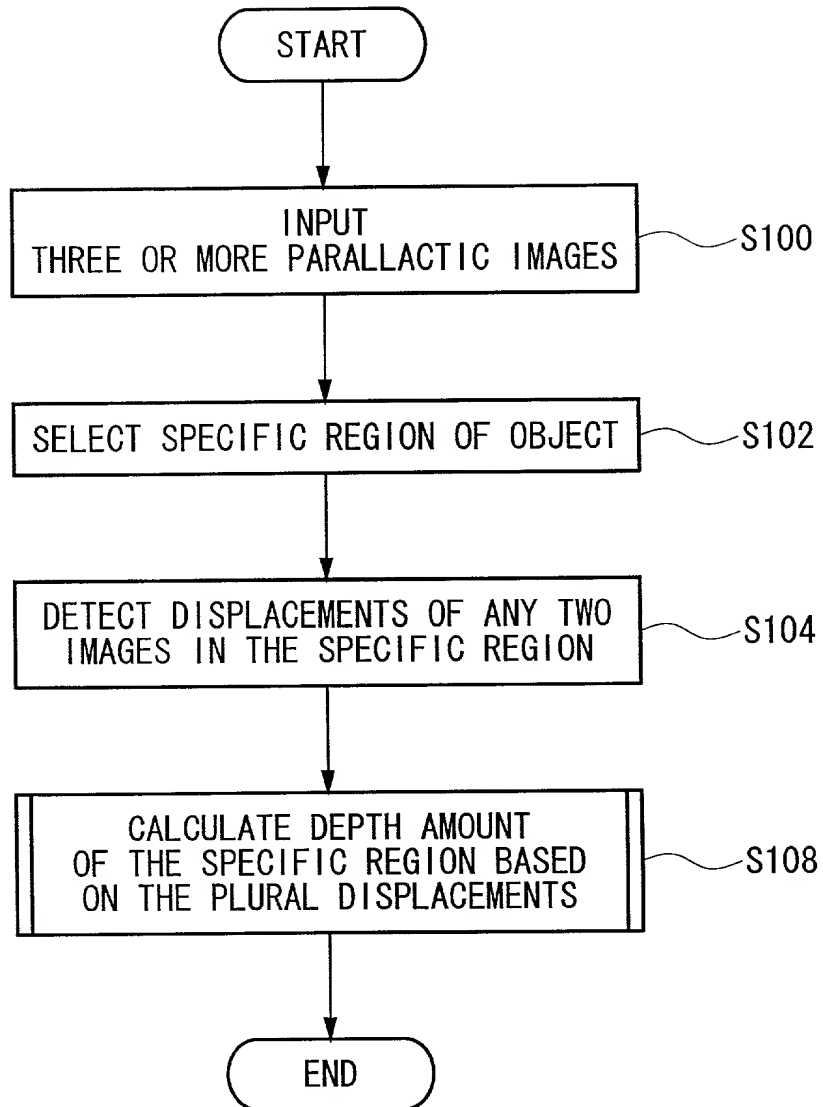 START
INPUT
THREE OR MORE PARALLACTIC IMAGES
S100
SELECT SPECIFIC REGION OF OBJECT
S102
DETECT DISPLACEMENTS OF ANY TWO
IMAGES IN THE SPECIFIC REGION
S104
CALCULATE DEPTH AMOUNT
OF THE SPECIFIC REGION BASED
ON THE PLURAL DISPLACEMENTS
S108
END